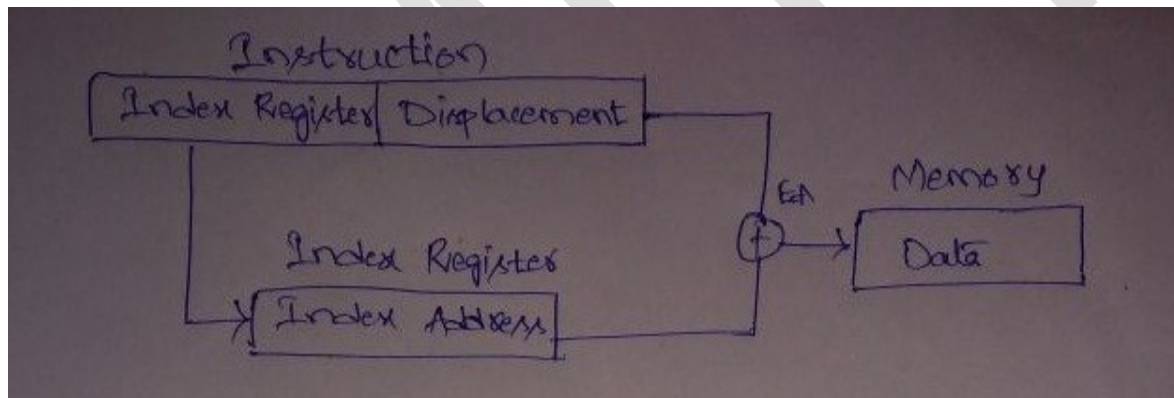 Instruction
Index Register Displacement
EA
Memory
+
Data
Index Register
Index Address